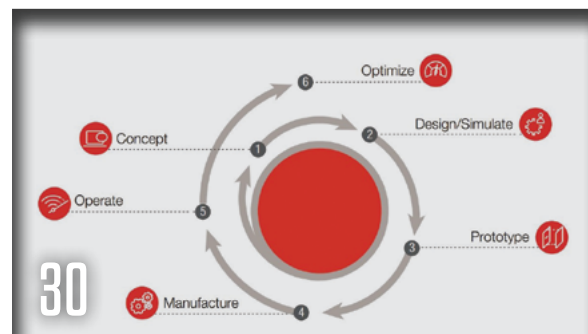 Optimize
6
Concept
1
2
Design/Simulate
Operate
5
3
Prototype
30
Manufacture
4